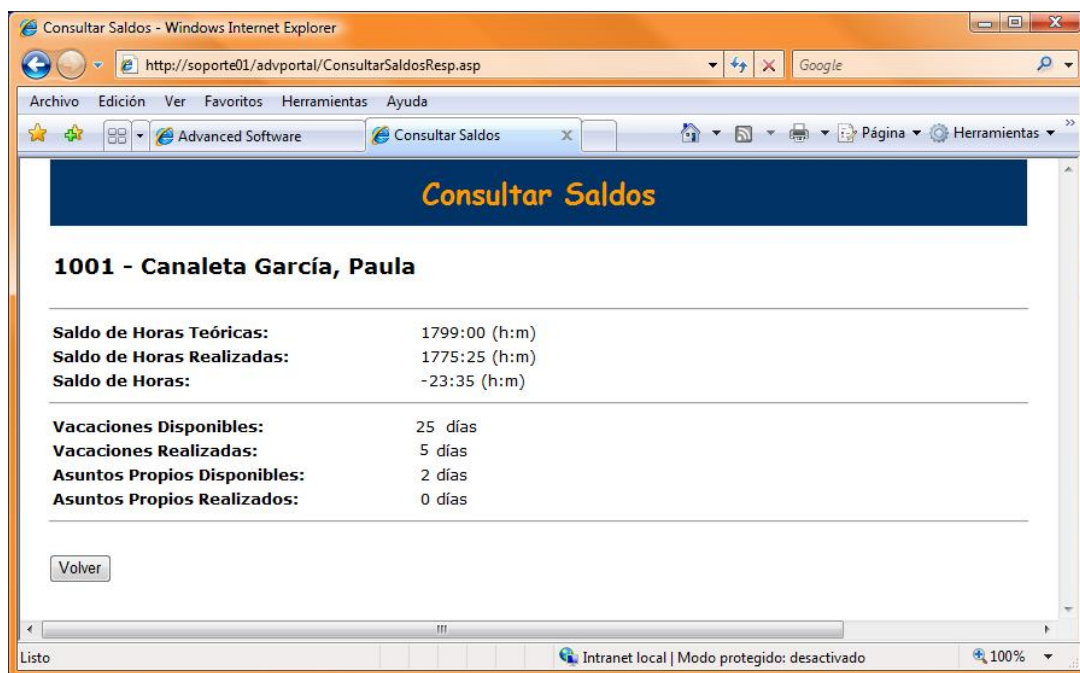 Consultar Saldos - Windows Internet Explorer
http://soporte01/advportal/ConsultarSaldosResp.asp
Google
Archivo Edición Ver Favoritos Herramientas Ayuda
Advanced Software Consultar Saldos Página Herramientas
Consultar Saldos
1001 - Canaleta García, Paula
Saldo de Horas Teóricas: 1799:00 (h:m)
Saldo de Horas Realizadas: 1775:25 (h:m)
Saldo de Horas: -23:35 (h:m)
Vacaciones Disponibles: 25 días
Vacaciones Realizadas: 5 días
Asuntos Propios Disponibles: 2 días
Asuntos Propios Realizados: 0 días
Volver
Listo Intranet local | Modo protegido: desactivado 100%